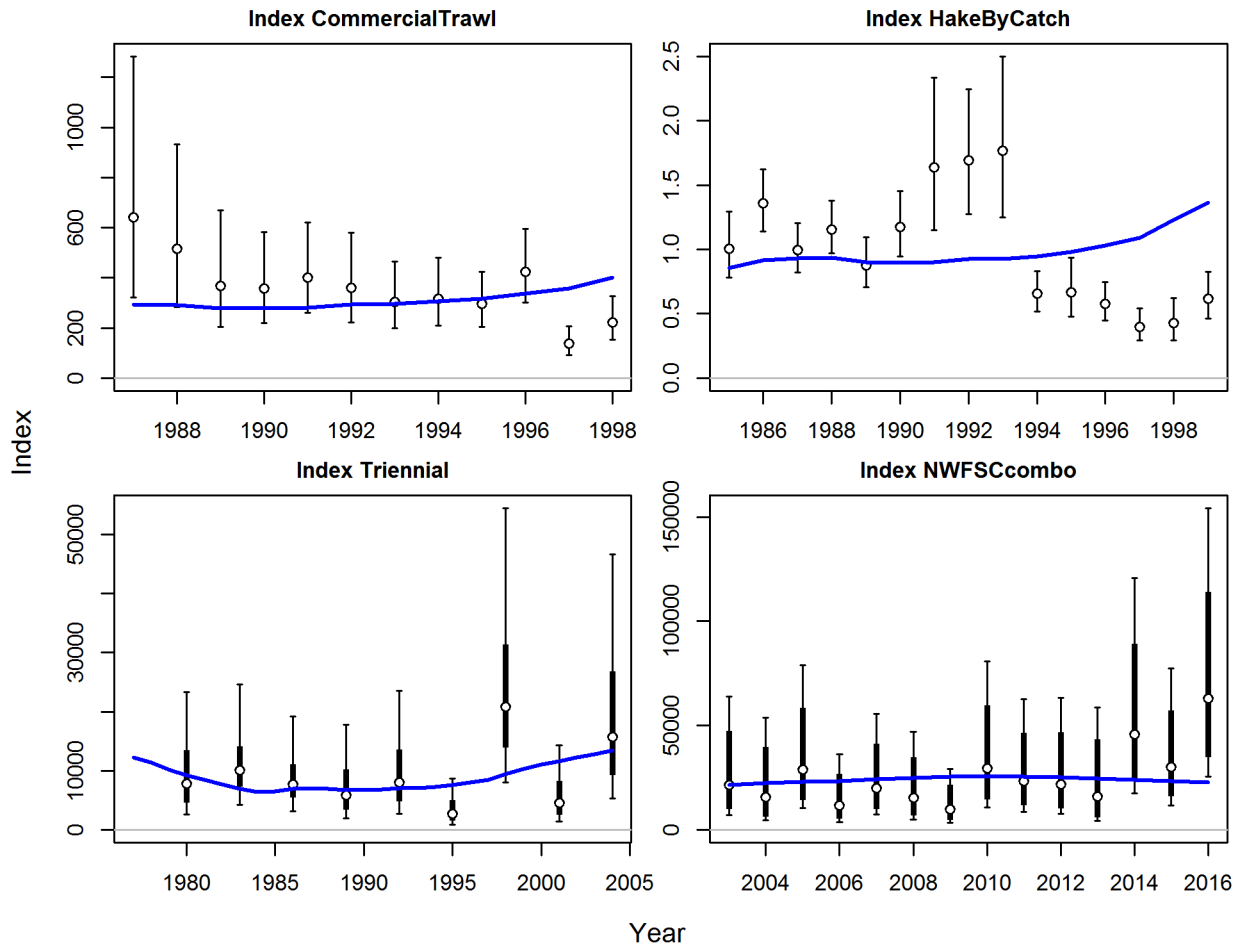 Index CommercialTrawl
0 200 600 1000
1988 1990 1992 1994 1996 1998
Index HakeByCatch
0.0 0.5 1.0 1.5 2.0 2.5
1986 1988 1990 1992 1994 1996 1998
Index Triennial
0 10000 30000 50000
1980 1985 1990 1995 2000 2005
Index NWFSCcombo
0 50000 100000 150000
2004 2006 2008 2010 2012 2014 2016
Index
Year